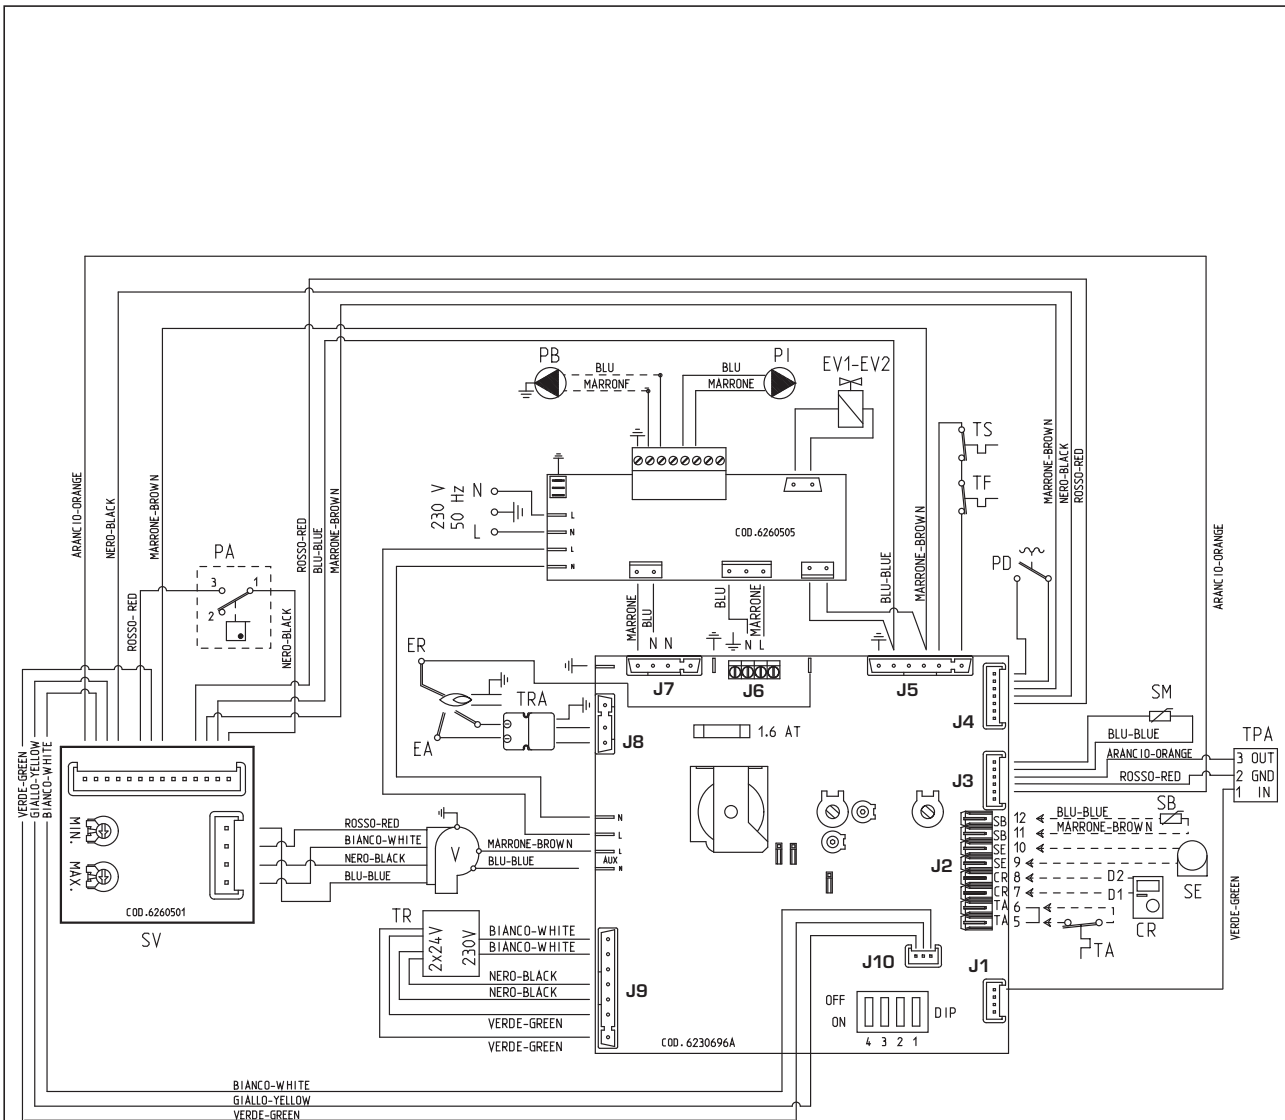 PB
BLU
MARRONE
PI
BLU
MARRONE
EV1-EV2
ARANCIO-ORANGE
NERO-BLACK
MARRONE-BROWN
ROSSO-RED
BLU-BLUE
MARRONE-BROWN
230 V
50 Hz
N
L
L
N
L
N
COD.6260505
TS
TF
MARRONE-BROWN
NERO-BLACK
ROSSO-RED
ARANCIO-ORANGE
BLU-BLUE
MARRONE-BROWN
PD
PA
3
1
2
ROSSO- RED
NERO-BLACK
MARRONE
BLU
N N
BLU
MARRONE
N L
ER
TRA
EA
J7
J6
J5
J4
J8
1.6 AT
SM
BLU-BLUE
TPA
ARANCIO-ORANGE
3 OUT
ROSSO-RED
2 GND
1 IN
J3
VERDE-GREEN
GIALLO-YELLOW
BIANCO-WHITE
MIN.
MAX.
COD.6260501
SV
ROSSO-RED
BIANCO-WHITE
NERO-BLACK
BLU-BLUE
V
MARRONE-BROWN
BLU-BLUE
N
L
L
AUX
N
J2
SB 12
BLU-BLUE
SB
SB 11
MARRONE-BROWN
SE 10
SE 9
CR 8
D2
CR 7
D1
TA 6
TA 5
SE
CR
TA
VERDE-GREEN
TR
2x24V
230V
BIANCO-WHITE
BIANCO-WHITE
NERO-BLACK
NERO-BLACK
VERDE-GREEN
VERDE-GREEN
J9
J10
J1
OFF
ON
DIP
4 3 2 1
COD.6230696A
BIANCO-WHITE
GIALLO-YELLOW
VERDE-GREEN